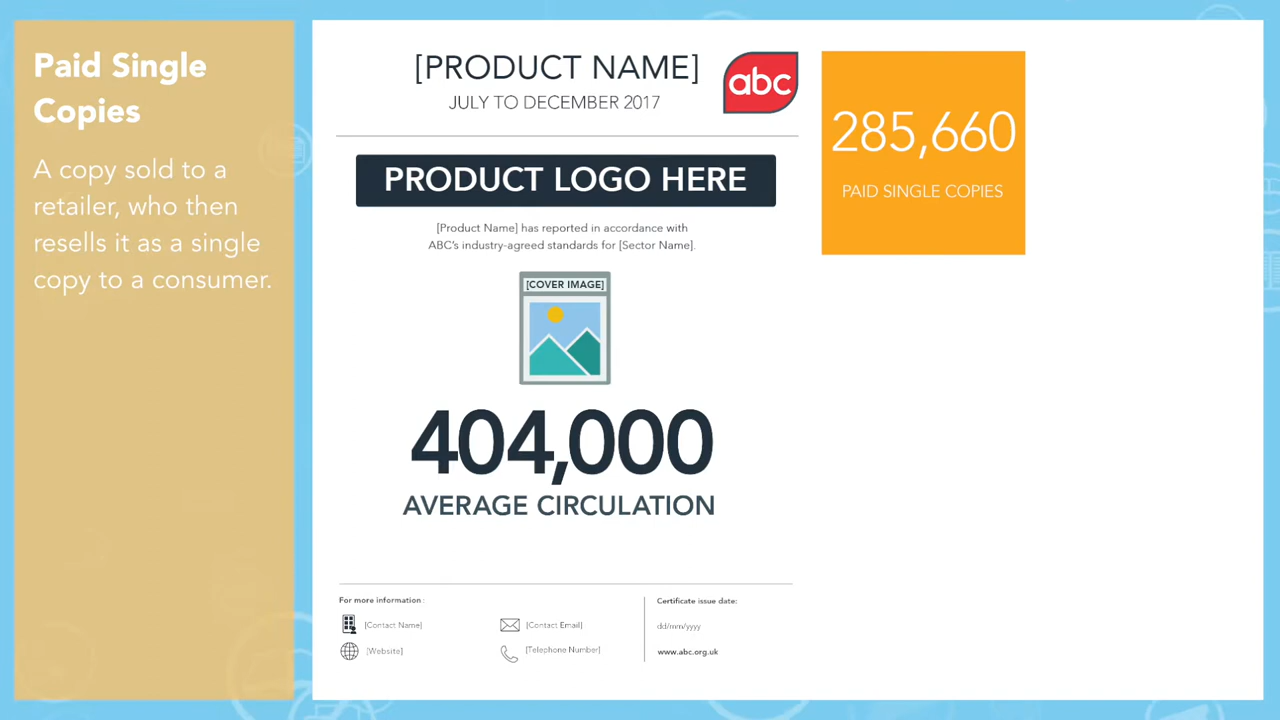 Paid Single
Copies
A copy sold to a
retailer, who then
resells it as a single
copy to a consumer.
[PRODUCT NAME]
JULY TO DECEMBER 2017
abc
PRODUCT LOGO HERE
[Product Name] has reported in accordance with
ABC's industry-agreed standards for [Sector Name].
[COVER IMAGE]
404,000
AVERAGE CIRCULATION
For more information :
[Contact Name]
[Website]
[Contact Email]
[Telephone Number]
Certificate issue date:
dd/mm/yyyy
www.abc.org.uk
285,660
PAID SINGLE COPIES